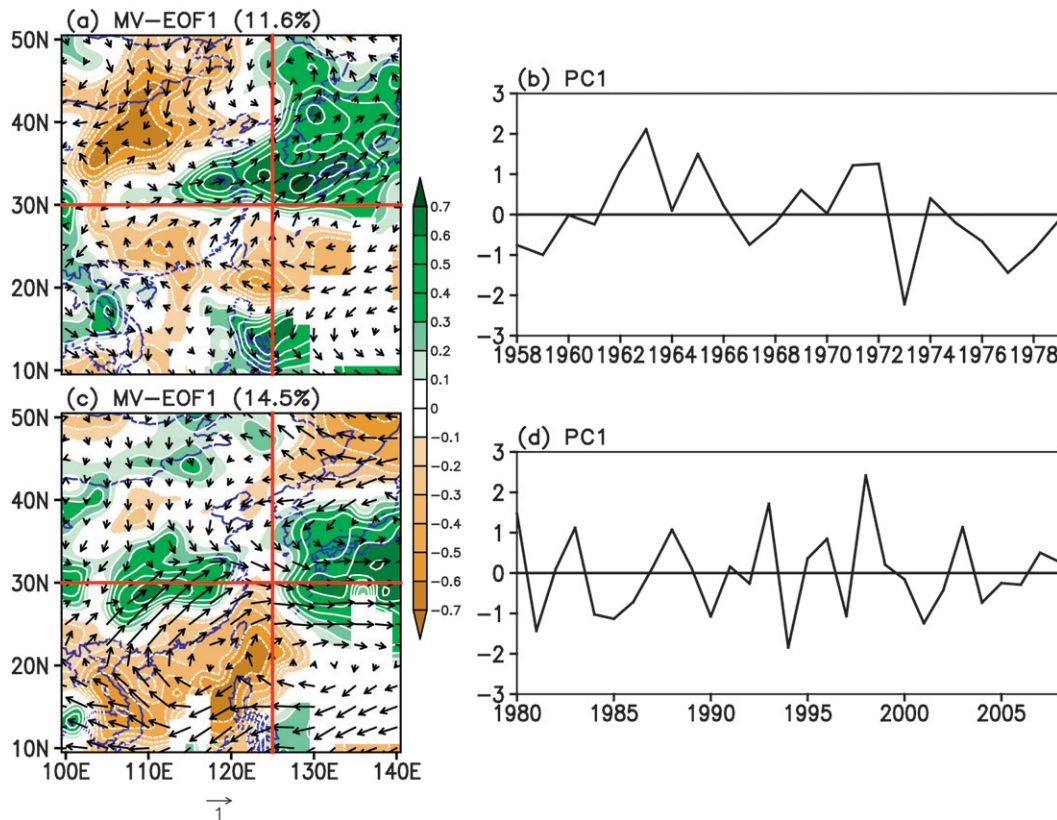 (a) MV-EOF1 (11.6%)
50N
40N
30N
20N
10N
(b) PC1
3
2
1
0
-1
-2
-3
1958 1960 1962 1964 1966 1968 1970 1972 1974 1976 1978
0.7
0.6
0.5
0.4
0.3
0.2
0.1
0
-0.1
-0.2
-0.3
-0.4
-0.5
-0.6
-0.7
(c) MV-EOF1 (14.5%)
50N
40N
30N
20N
10N
100E 110E 120E 130E 140E
1
(d) PC1
3
2
1
0
-1
-2
-3
1980 1985 1990 1995 2000 2005